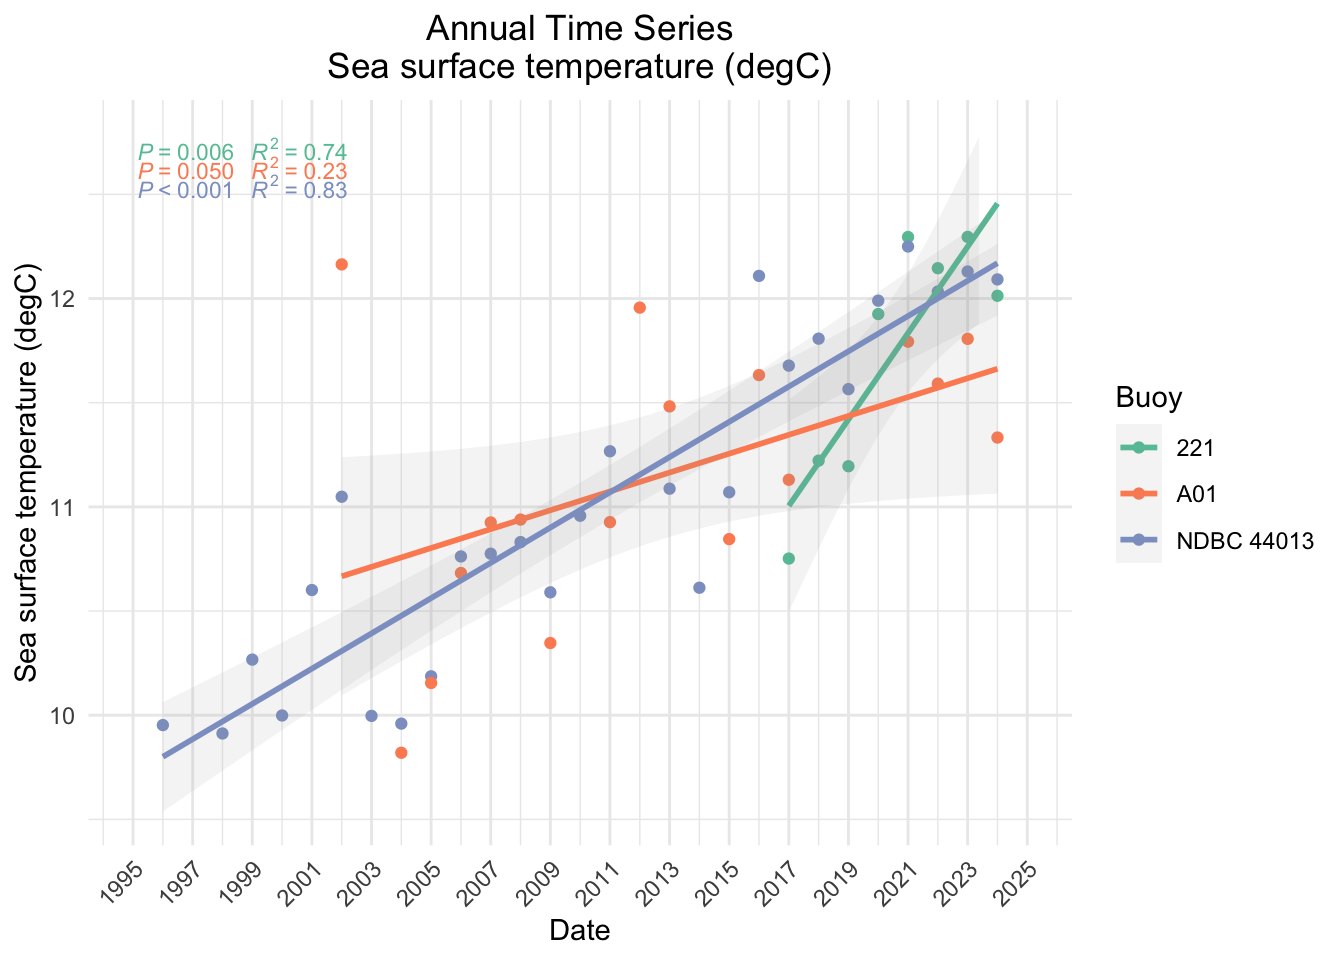 Annual Time Series
Sea surface temperature (degC)
P = 0.006 R² = 0.74
P = 0.050 R² = 0.23
P < 0.001 R² = 0.83
Sea surface temperature (degC)
12
11
10
1995 1997 1999 2001 2003 2005 2007 2009 2011 2013 2015 2017 2019 2021 2023 2025
Date
Buoy
221
A01
NDBC 44013